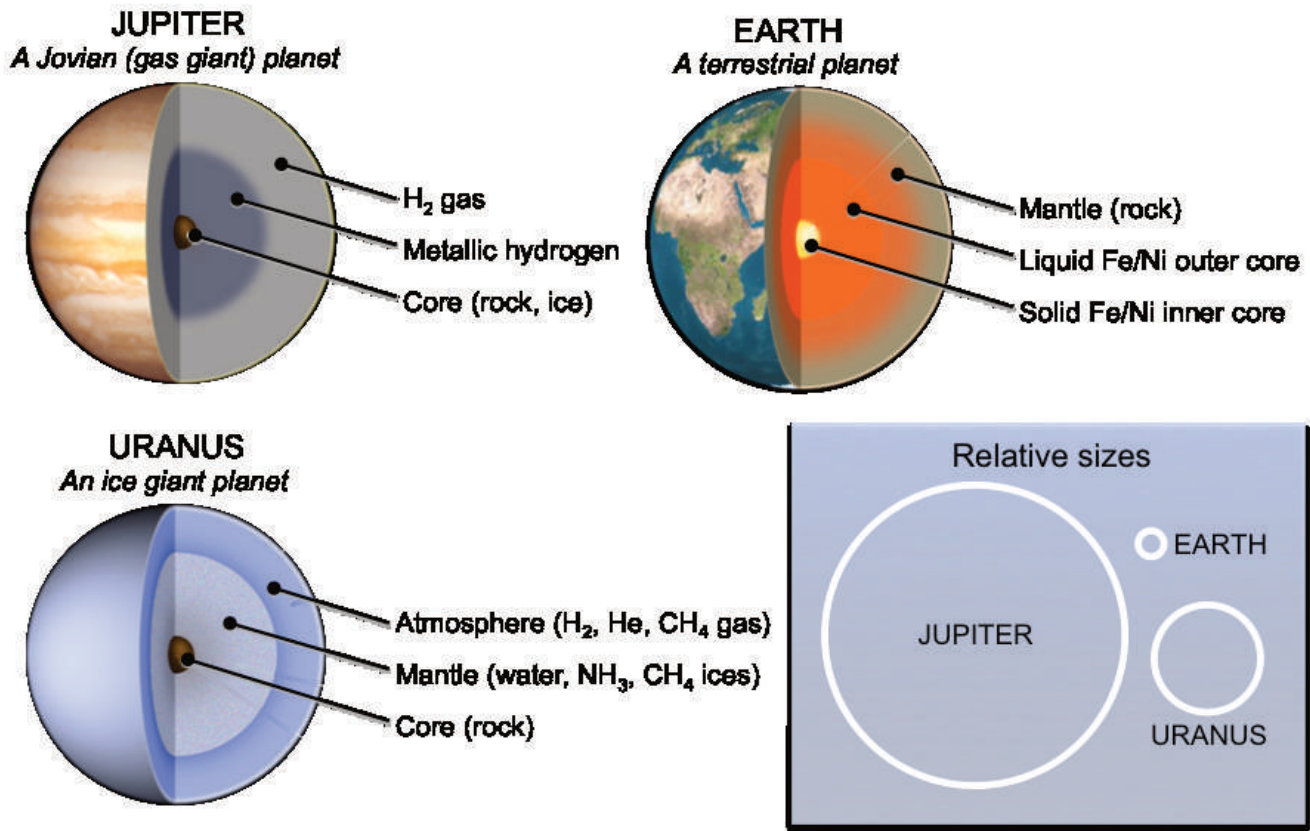 JUPITER
A Jovian (gas giant) planet
H₂ gas
Metallic hydrogen
Core (rock, ice)
EARTH
A terrestrial planet
Mantle (rock)
Liquid Fe/Ni outer core
Solid Fe/Ni inner core
URANUS
An ice giant planet
Atmosphere (H₂, He, CH₄ gas)
Mantle (water, NH₃, CH₄ ices)
Core (rock)
Relative sizes
JUPITER
EARTH
URANUS